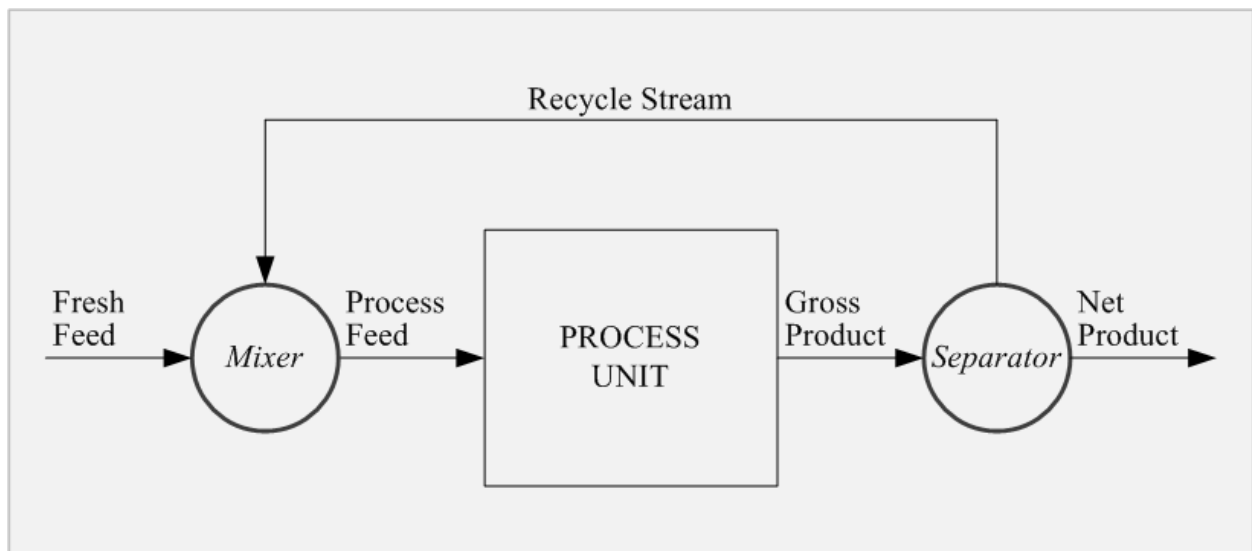 Recycle Stream
Fresh
Feed
Mixer
Process
Feed
PROCESS
UNIT
Gross
Product
Separator
Net
Product